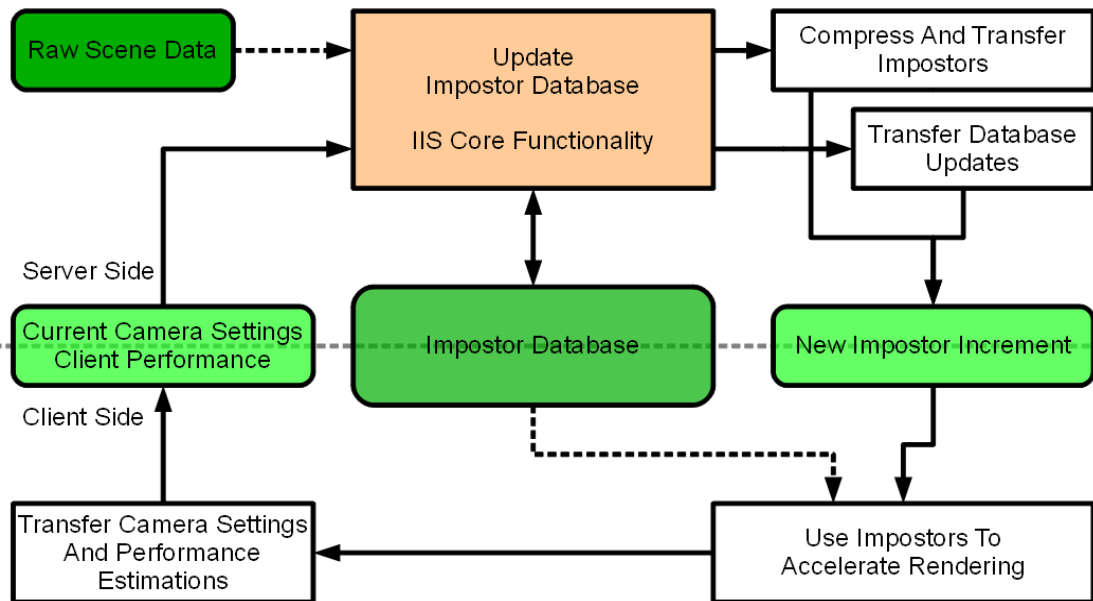 Raw Scene Data
Update
Impostor Database
IIS Core Functionality
Compress And Transfer
Impostors
Transfer Database
Updates
Server Side
Current Camera Settings
Client Performance
Impostor Database
New Impostor Increment
Client Side
Transfer Camera Settings
And Performance
Estimations
Use Impostors To
Accelerate Rendering